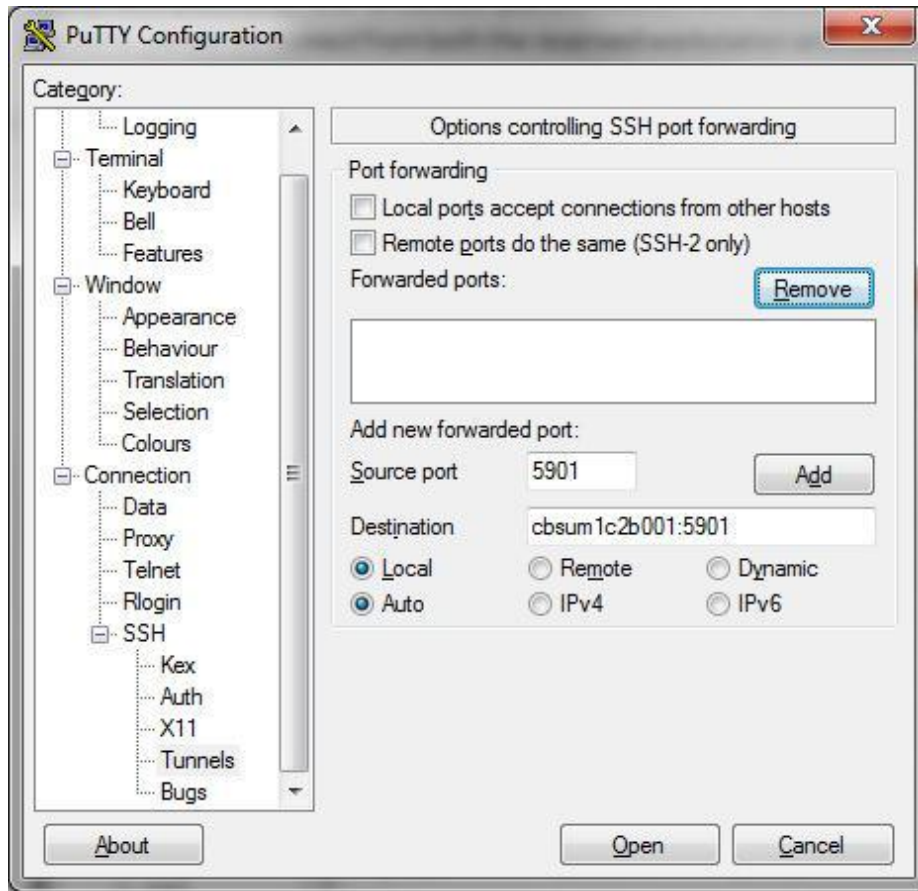 PuTTY Configuration
Category:
Logging
Terminal
Keyboard
Bell
Features
Window
Appearance
Behaviour
Translation
Selection
Colours
Connection
Data
Proxy
Telnet
Rlogin
SSH
Kex
Auth
X11
Tunnels
Bugs
Options controlling SSH port forwarding
Port forwarding
Local ports accept connections from other hosts
Remote ports do the same (SSH-2 only)
Forwarded ports:
Remove
Add new forwarded port:
Source port 5901 Add
Destination cbsum1c2b001:5901
Local Remote Dynamic
Auto IPv4 IPv6
About Open Cancel